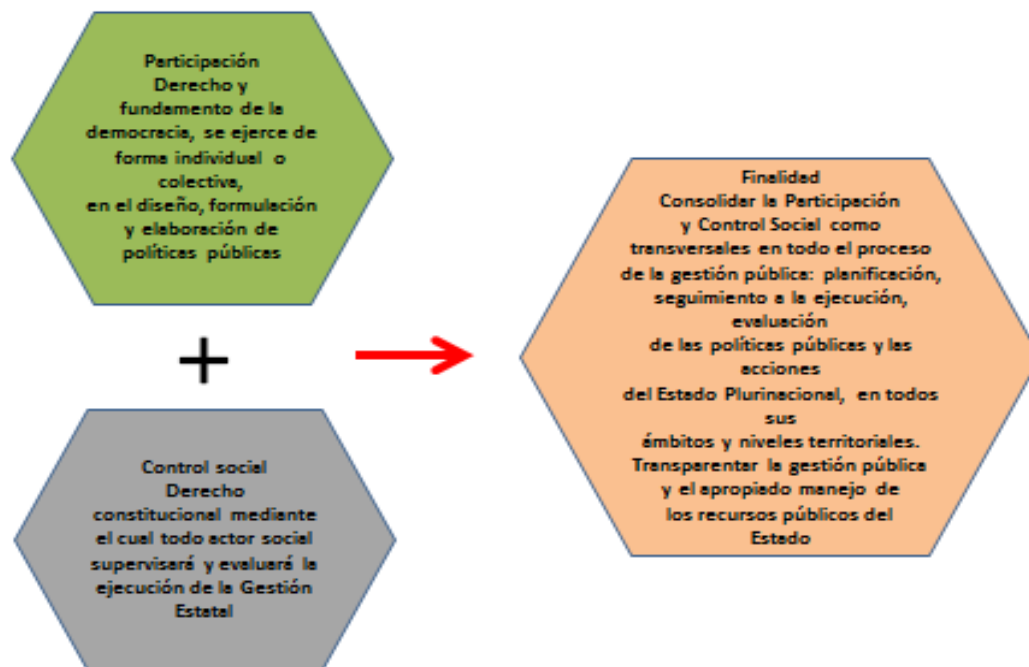 Participación
Derecho y
fundamento de la
democracia, se ejerce de
forma individual o
colectiva,
en el diseño, formulación
y elaboración de
políticas públicas
+
Control social
Derecho
constitucional mediante
el cual todo actor social
supervisará y evaluará la
ejecución de la Gestión
Estatal
Finalidad
Consolidar la Participación
y Control Social como
transversales en todo el proceso
de la gestión pública: planificación,
seguimiento a la ejecución,
evaluación
de las políticas públicas y las
acciones
del Estado Plurinacional, en todos
sus
ámbitos y niveles territoriales.
Transparentar la gestión pública
y el apropiado manejo de
los recursos públicos del
Estado